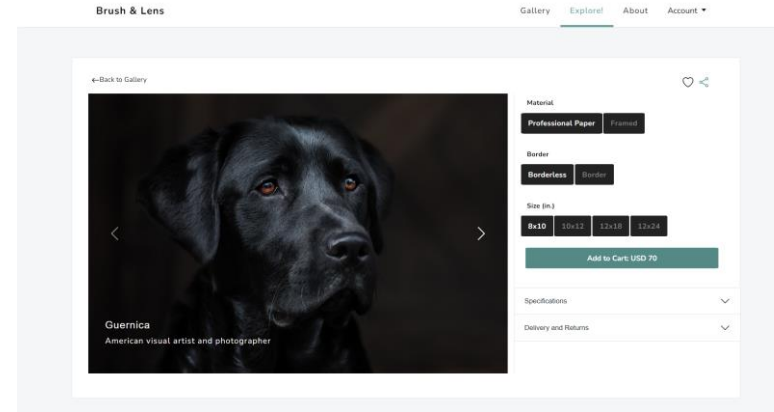 Brush & Lens
Gallery Explore! About Account
←Back to Gallery
Material
Professional Paper Framed
Border
Borderless Border
Size (in.)
8x10 10x12 12x18 12x24
Add to Cart: USD 70
Guernica
American visual artist and photographer
Specifications
Delivery and Returns